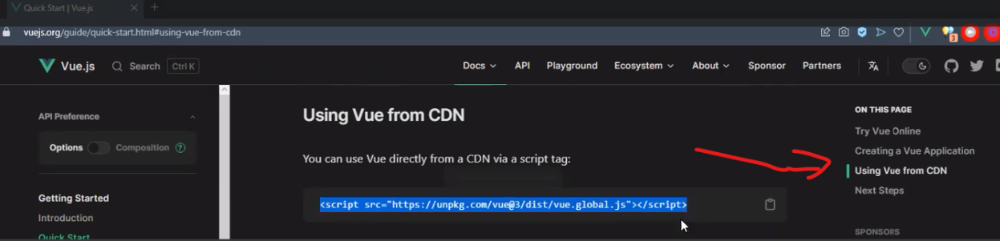 Quick Start | Vue.js
vuejs.org/guide/quick-start.html#using-vue-from-cdn
3
Vue.js Search Ctrl K Docs API Playground Ecosystem About Sponsor Partners
API Preference
Options Composition ?
Getting Started
Introduction
Quick Start
Using Vue from CDN
You can use Vue directly from a CDN via a script tag:
<script src="https://unpkg.com/vue@3/dist/vue.global.js"></script>
ON THIS PAGE
Try Vue Online
Creating a Vue Application
Using Vue from CDN
Next Steps
SPONSORS